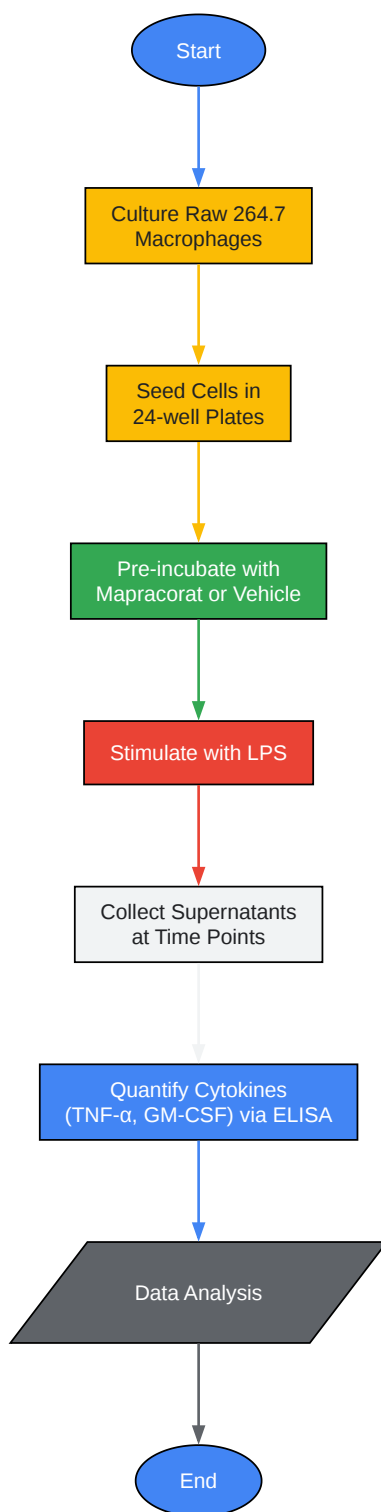 Start
Culture Raw 264.7
Macrophages
Seed Cells in
24-well Plates
Pre-incubate with
Mapracorat or Vehicle
Stimulate with LPS
Collect Supernatants
at Time Points
Quantify Cytokines
(TNF-α, GM-CSF) via ELISA
Data Analysis
End